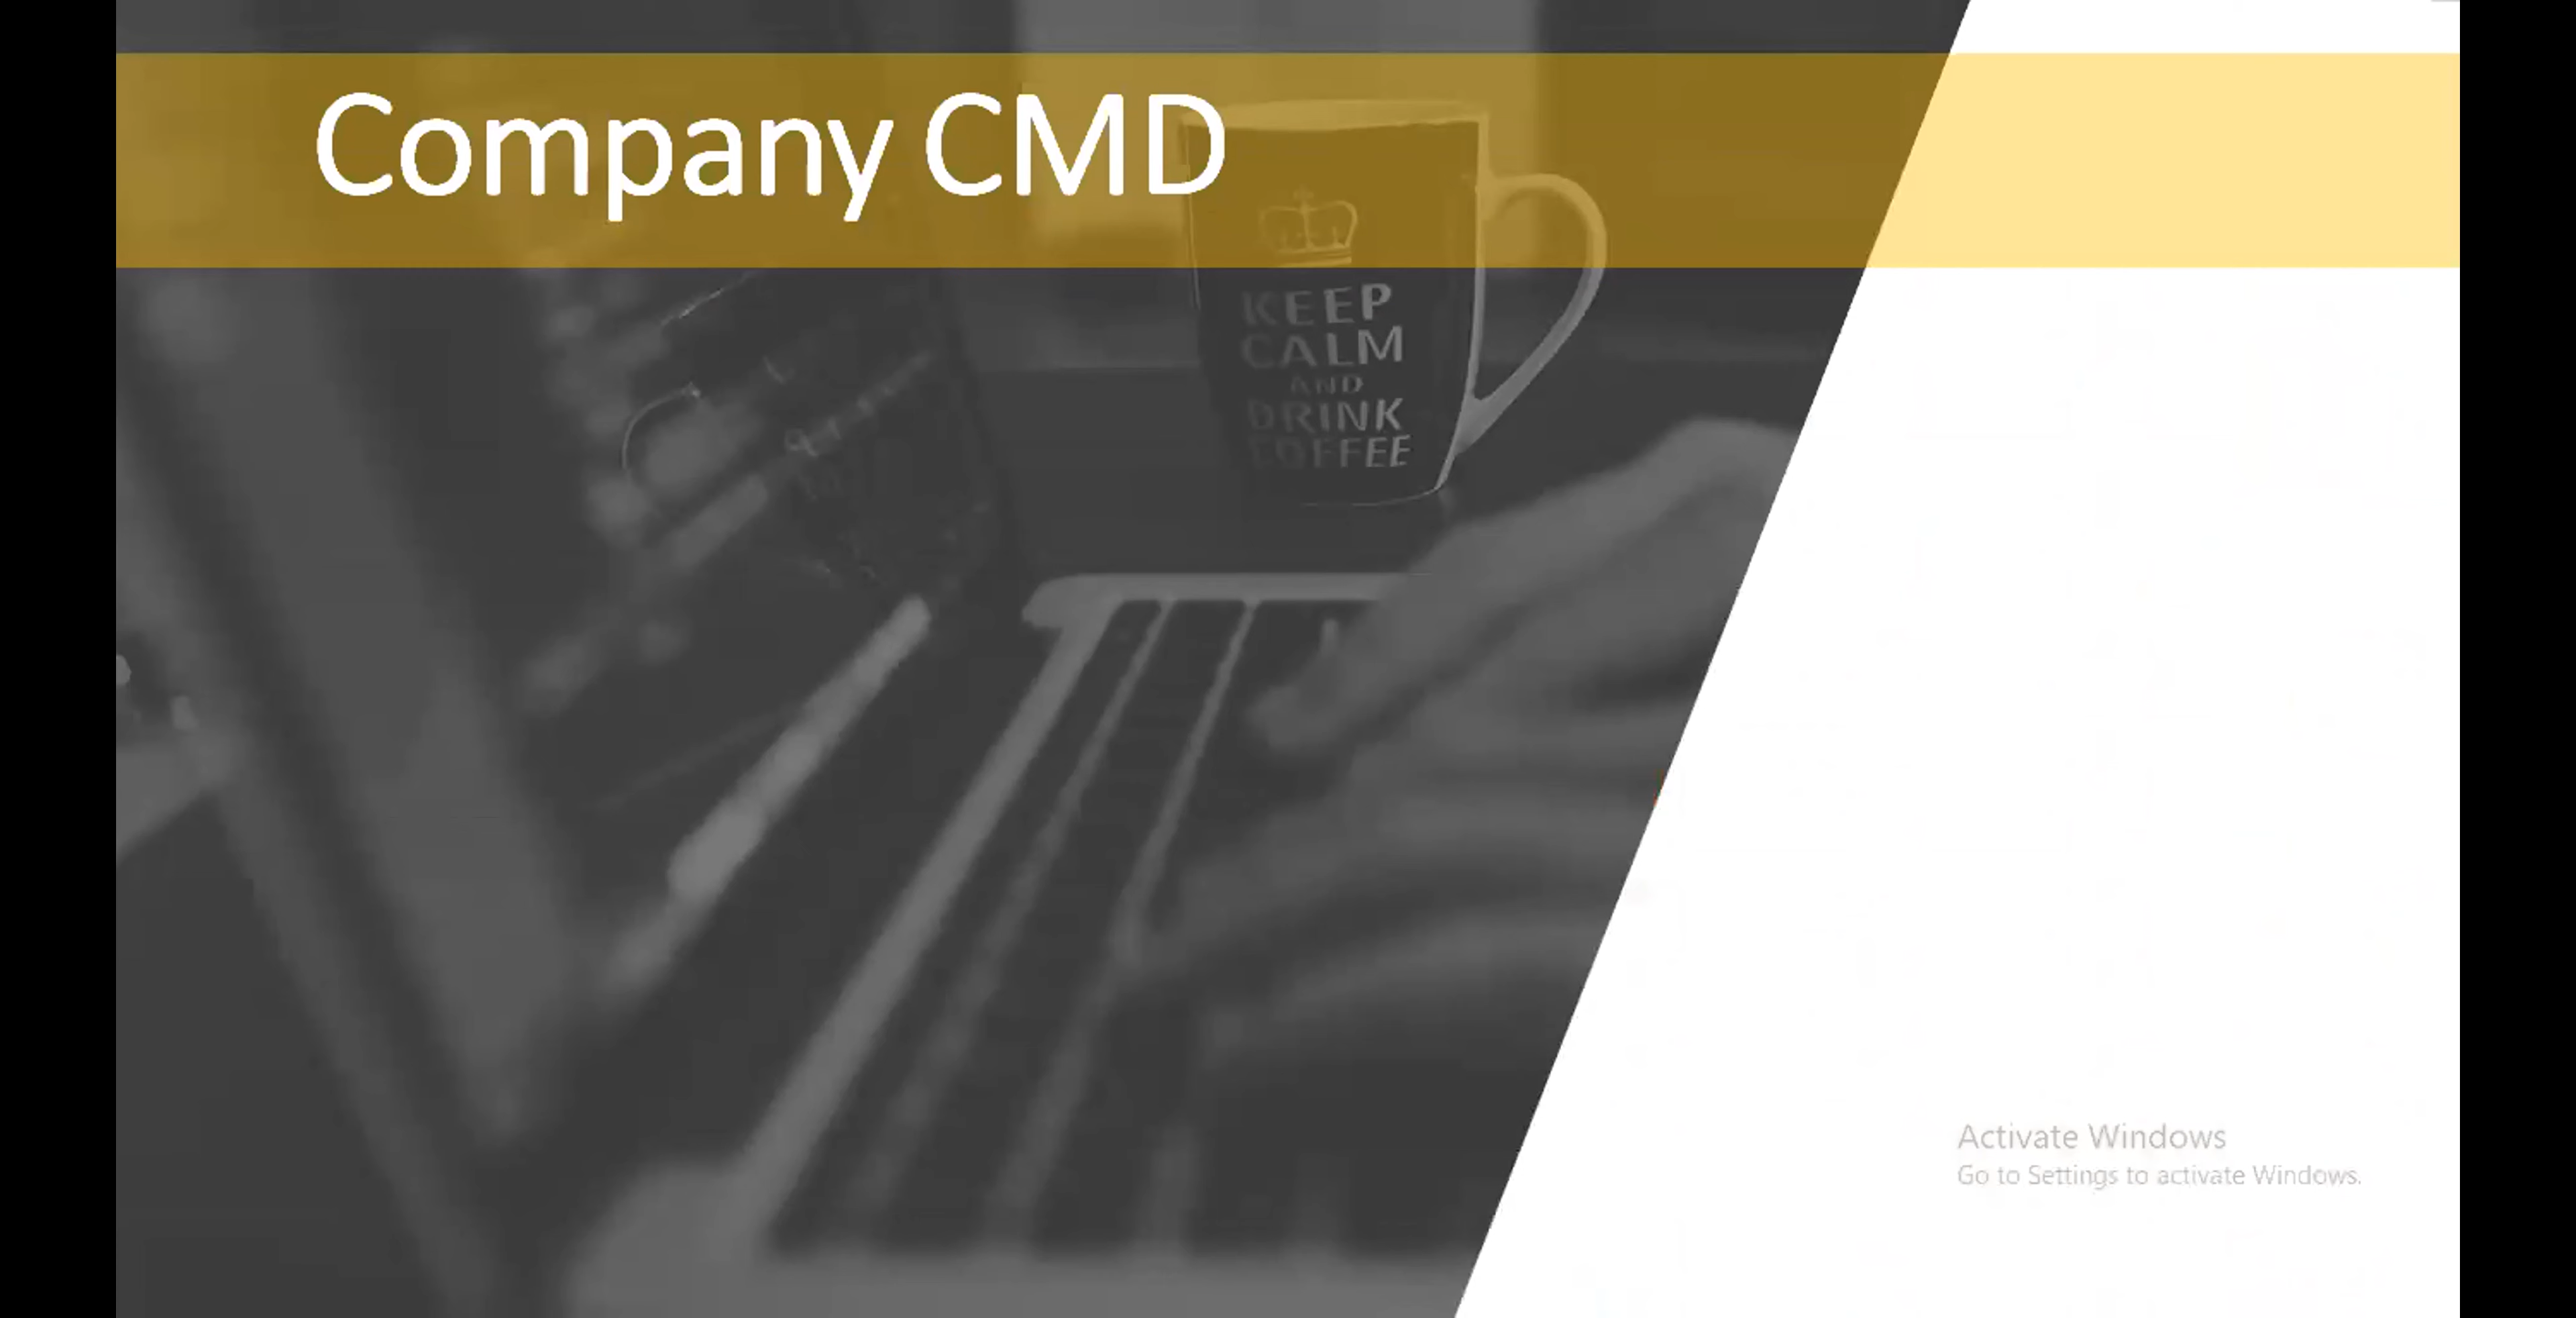 Company CMD
KEEP
CALM
AND
DRINK
COFFEE
Activate Windows
Go to Settings to activate Windows.